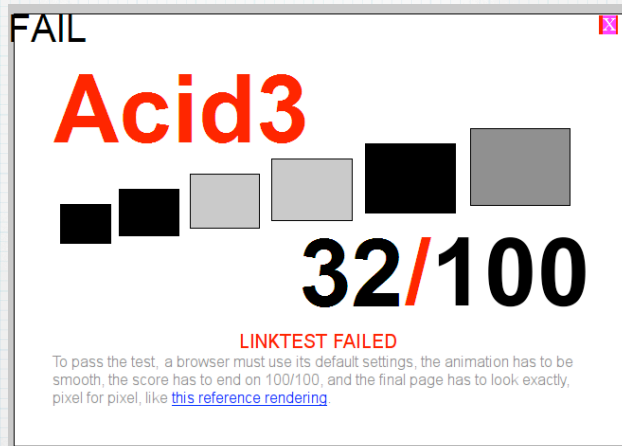 FAIL
X
Acid3
32/100
LINKTEST FAILED
To pass the test, a browser must use its default settings, the animation has to be
smooth, the score has to end on 100/100, and the final page has to look exactly,
pixel for pixel, like this reference rendering.